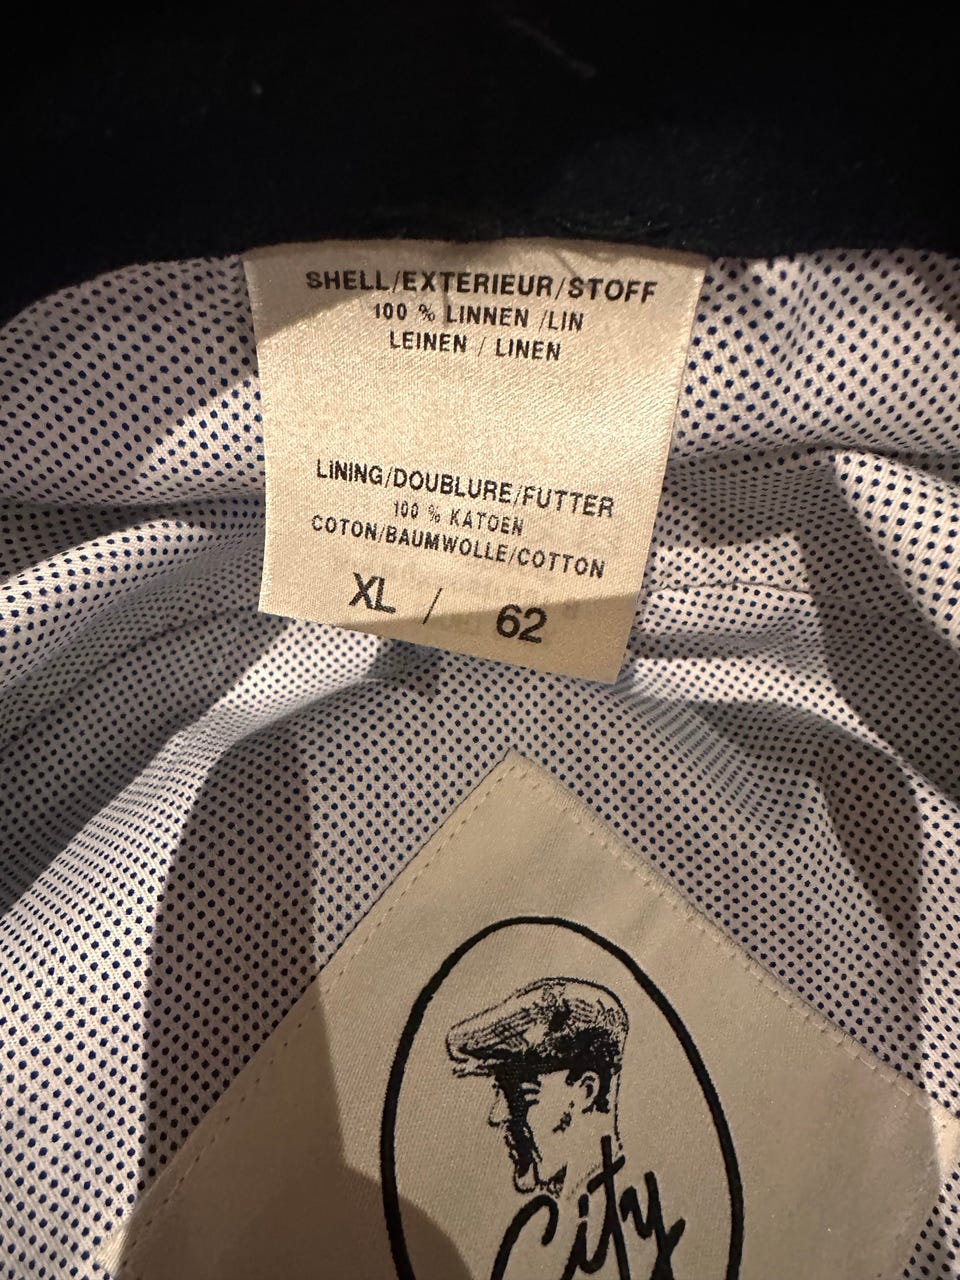 SHELL/EXTERIEUR/STOFF
100 % LINNEN /LIN
LEINEN / LINEN
LINING/DOUBLURE/FUTTER
100 % KATOEN
COTON/BAUMWOLLE/COTTON
XL / 62
City